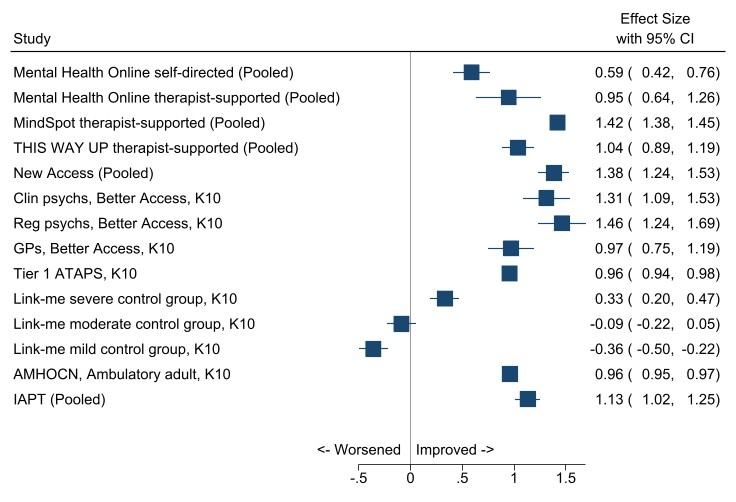 Effect Size
Study with 95% CI
Mental Health Online self-directed (Pooled) 0.59 ( 0.42, 0.76)
Mental Health Online therapist-supported (Pooled) 0.95 ( 0.64, 1.26)
MindSpot therapist-supported (Pooled) 1.42 ( 1.38, 1.45)
THIS WAY UP therapist-supported (Pooled) 1.04 ( 0.89, 1.19)
New Access (Pooled) 1.38 ( 1.24, 1.53)
Clin psychs, Better Access, K10 1.31 ( 1.09, 1.53)
Reg psychs, Better Access, K10 1.46 ( 1.24, 1.69)
GPs, Better Access, K10 0.97 ( 0.75, 1.19)
Tier 1 ATAPS, K10 0.96 ( 0.94, 0.98)
Link-me severe control group, K10 0.33 ( 0.20, 0.47)
Link-me moderate control group, K10 -0.09 ( -0.22, 0.05)
Link-me mild control group, K10 -0.36 ( -0.50, -0.22)
AMHOCN, Ambulatory adult, K10 0.96 ( 0.95, 0.97)
IAPT (Pooled) 1.13 ( 1.02, 1.25)
<- Worsened Improved ->
-.5 0 .5 1 1.5